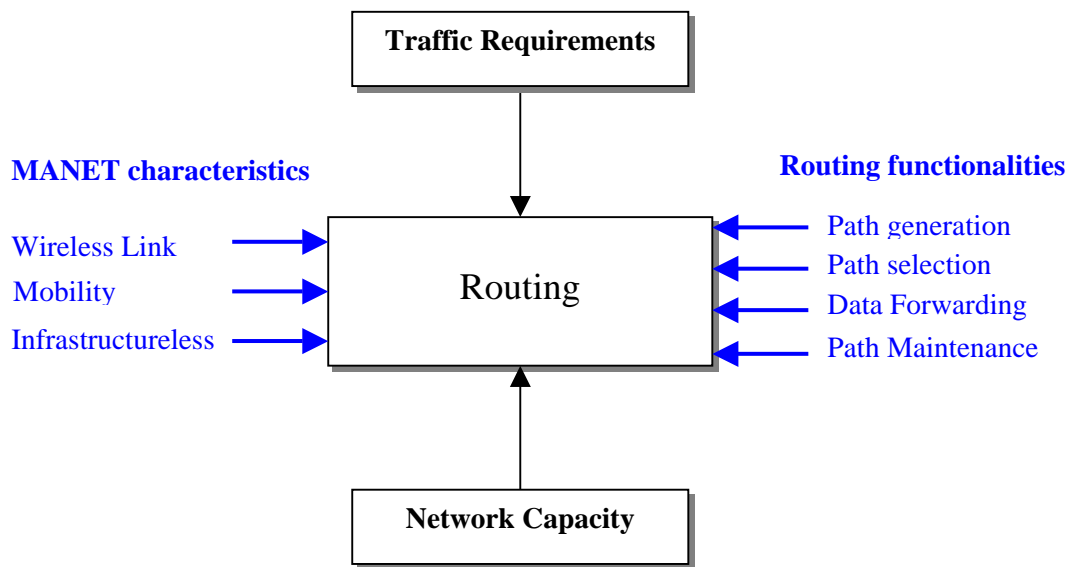 Traffic Requirements
MANET characteristics
Wireless Link
Mobility
Infrastructureless
Routing
Routing functionalities
Path generation
Path selection
Data Forwarding
Path Maintenance
Network Capacity